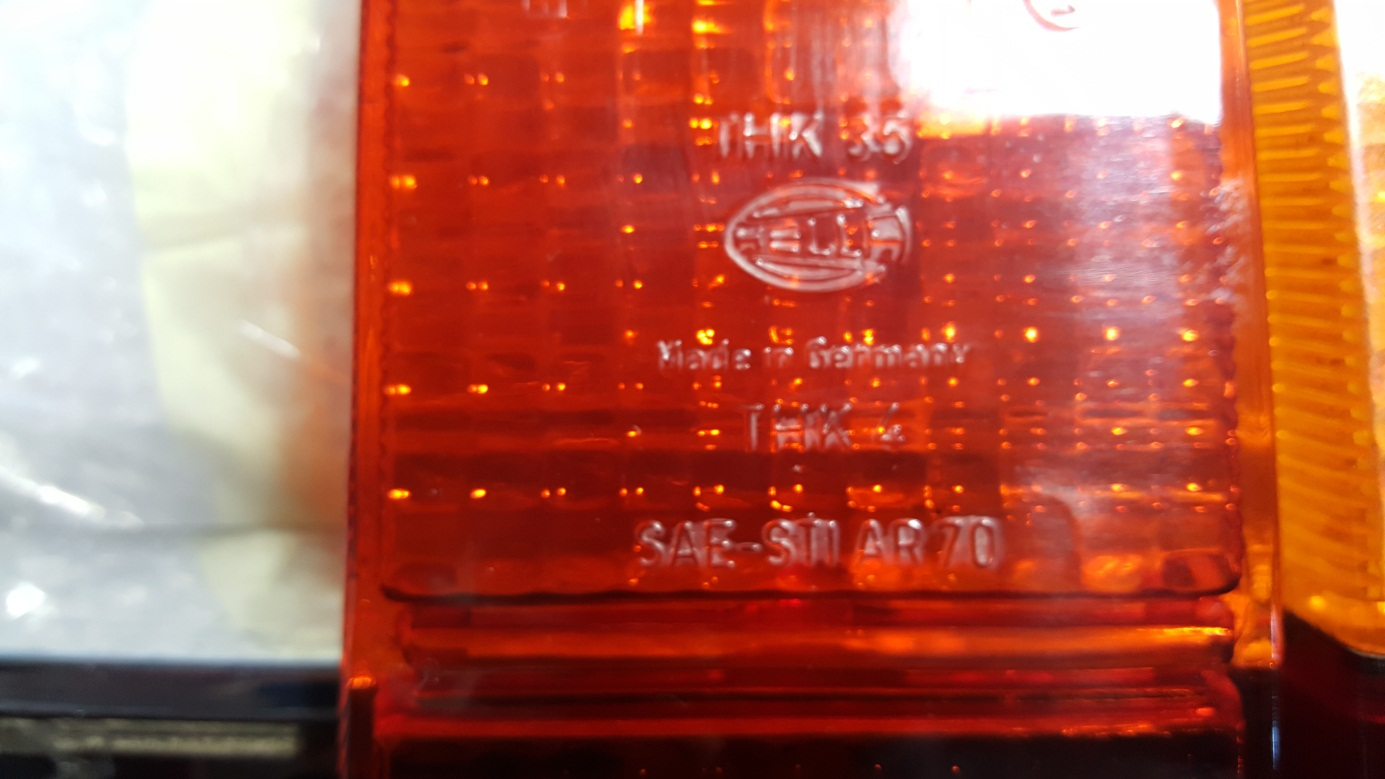 THK 35
HELLA
Made in Germany
THK 4
SAE-STI AR 70